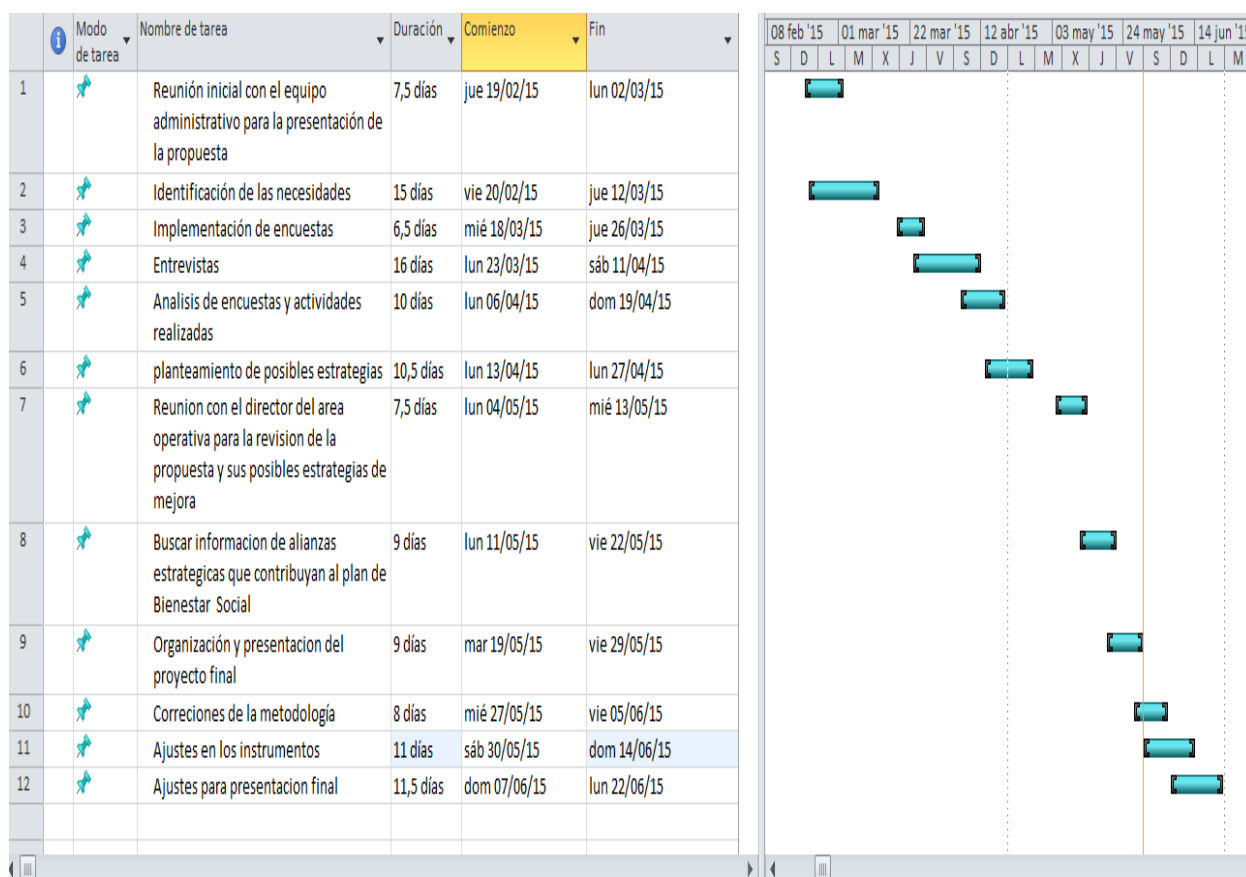 Modo de tarea Nombre de tarea Duración Comienzo Fin
08 feb '15 01 mar '15 22 mar '15 12 abr '15 03 may '15 24 may '15 14 jun '15
S D L M X J V S D L M X J V S D L M
1 Reunión inicial con el equipo 7,5 días jue 19/02/15 lun 02/03/15
administrativo para la presentación de
la propuesta
2 Identificación de las necesidades 15 días vie 20/02/15 jue 12/03/15
3 Implementación de encuestas 6,5 días mié 18/03/15 jue 26/03/15
4 Entrevistas 16 días lun 23/03/15 sáb 11/04/15
5 Analisis de encuestas y actividades 10 días lun 06/04/15 dom 19/04/15
realizadas
6 planteamiento de posibles estrategias 10,5 días lun 13/04/15 lun 27/04/15
7 Reunion con el director del area 7,5 días lun 04/05/15 mié 13/05/15
operativa para la revision de la
propuesta y sus posibles estrategias de
mejora
8 Buscar informacion de alianzas 9 días lun 11/05/15 vie 22/05/15
estrategicas que contribuyan al plan de
Bienestar Social
9 Organización y presentacion del 9 días mar 19/05/15 vie 29/05/15
proyecto final
10 Correciones de la metodología 8 días mié 27/05/15 vie 05/06/15
11 Ajustes en los instrumentos 11 días sáb 30/05/15 dom 14/06/15
12 Ajustes para presentacion final 11,5 días dom 07/06/15 lun 22/06/15